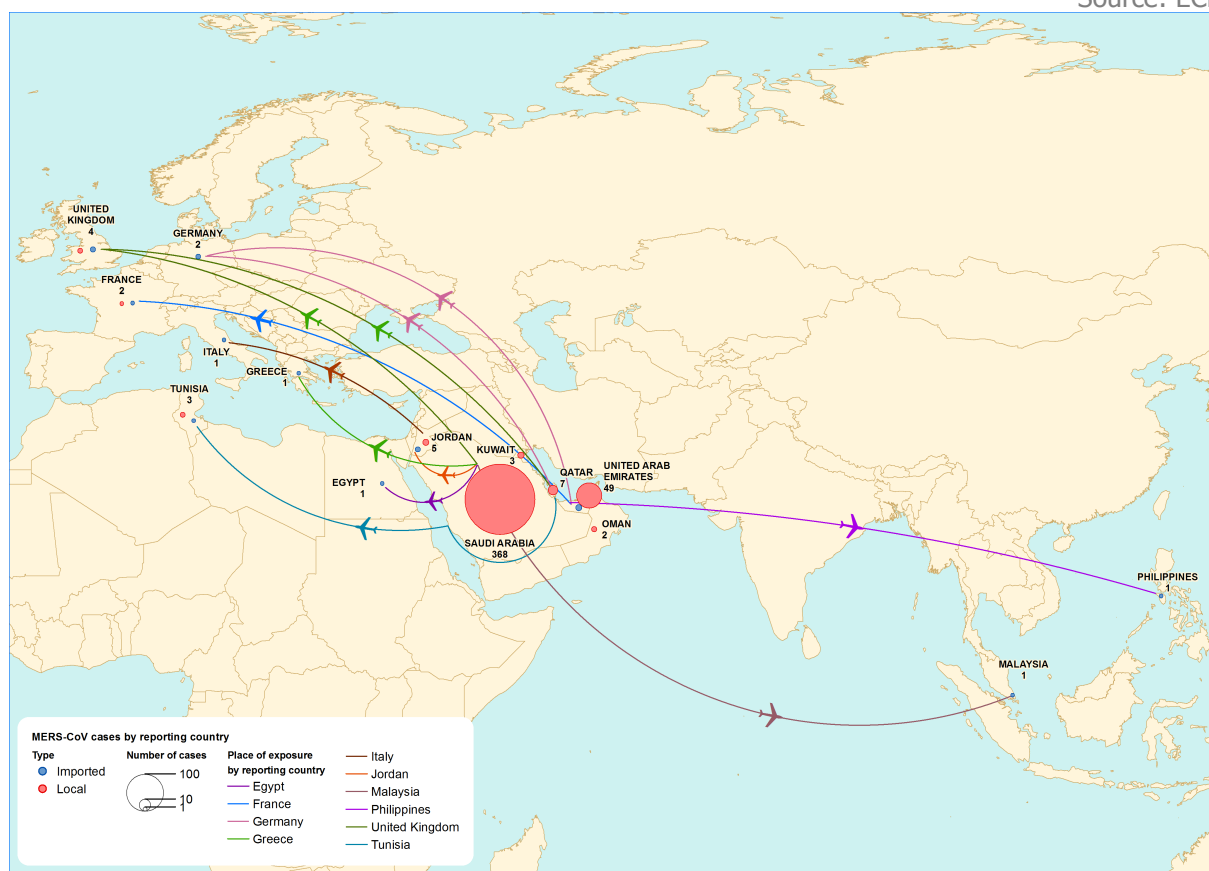 Source:
UNITED
KINGDOM
4
GERMANY
2
FRANCE
2
ITALY
1
GREECE
1
TUNISIA
3
JORDAN
5
KUWAIT
3
QATAR
7
UNITED ARAB
EMIRATES
49
EGYPT
1
OMAN
2
SAUDI ARABIA
368
PHILIPPINES
1
MALAYSIA
1
MERS-CoV cases by reporting country
Type
Imported
Local
Number of cases
100
10
1
Place of exposure
by reporting country
Egypt
France
Germany
Greece
Italy
Jordan
Malaysia
Philippines
United Kingdom
Tunisia